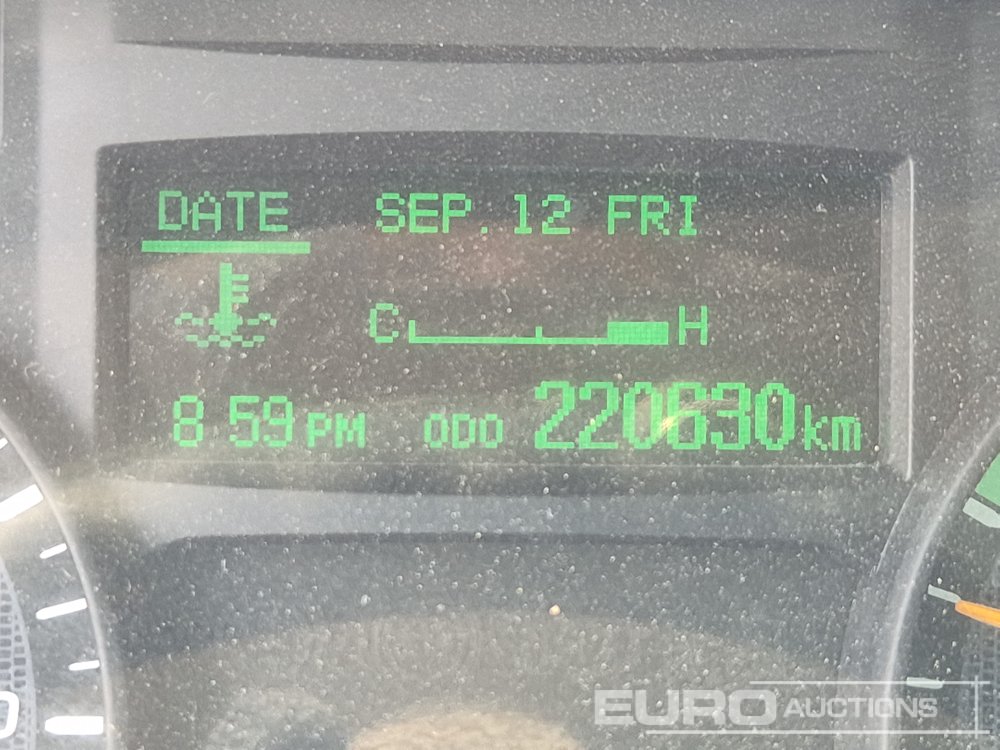 DATE SEP. 12 FRI
C H
8 59 PM ODO 220630 km
EURO AUCTIONS